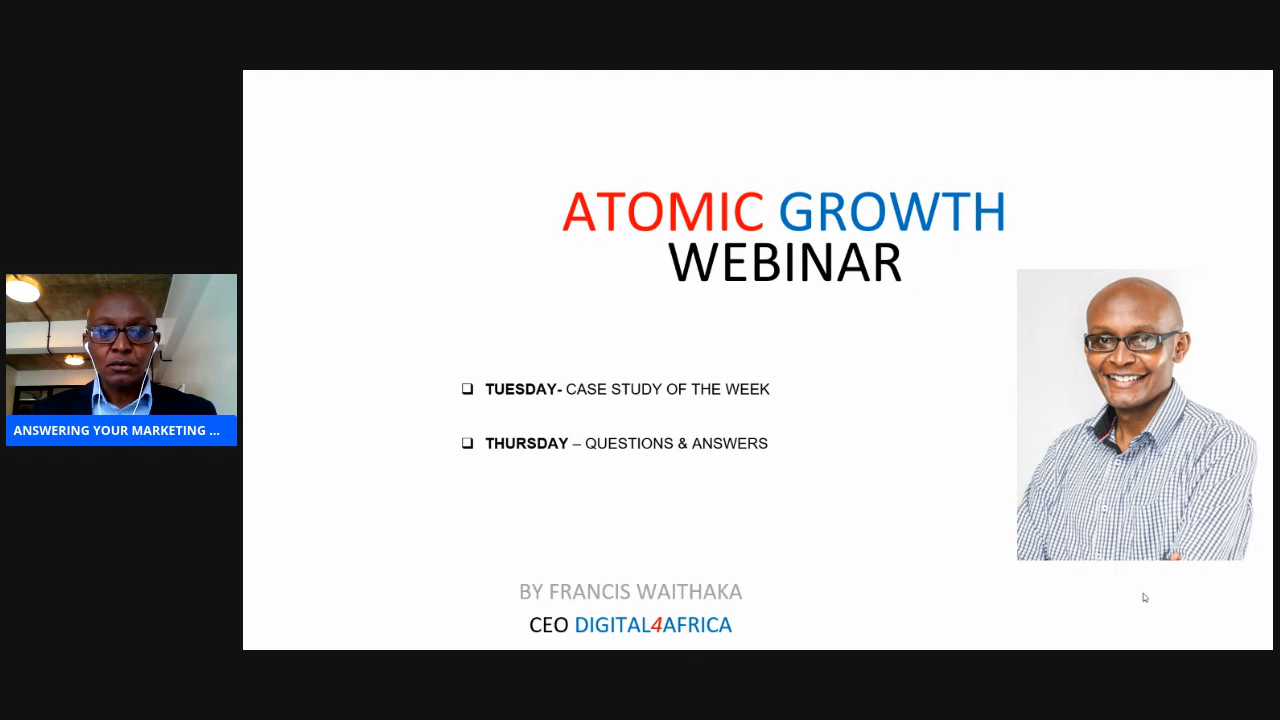 ATOMIC GROWTH
WEBINAR
TUESDAY- CASE STUDY OF THE WEEK
THURSDAY – QUESTIONS & ANSWERS
BY FRANCIS WAITHAKA
CEO DIGITAL4AFRICA
ANSWERING YOUR MARKETING ...